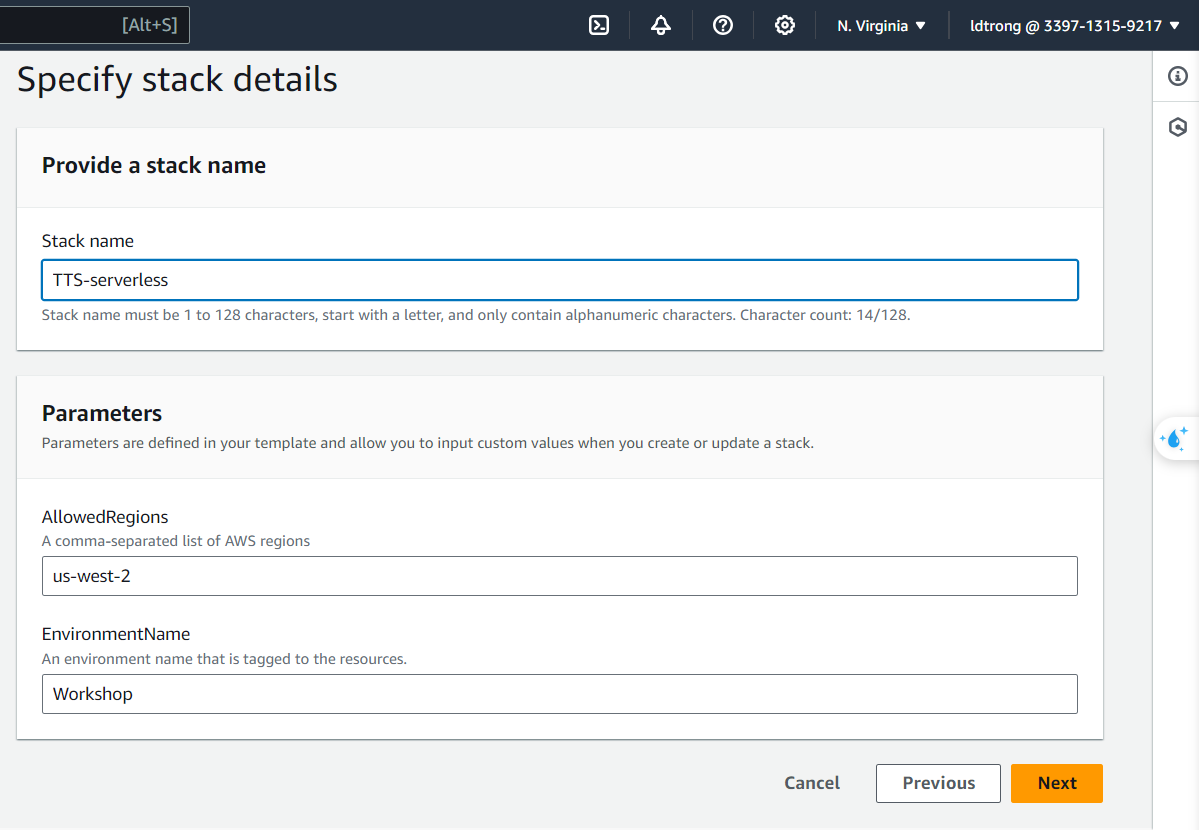 [Alt+S]
N. Virginia
ldtrong @ 3397-1315-9217
Specify stack details
Provide a stack name
Stack name
TTS-serverless
Stack name must be 1 to 128 characters, start with a letter, and only contain alphanumeric characters. Character count: 14/128.
Parameters
Parameters are defined in your template and allow you to input custom values when you create or update a stack.
AllowedRegions
A comma-separated list of AWS regions
us-west-2
EnvironmentName
An environment name that is tagged to the resources.
Workshop
Cancel
Previous
Next